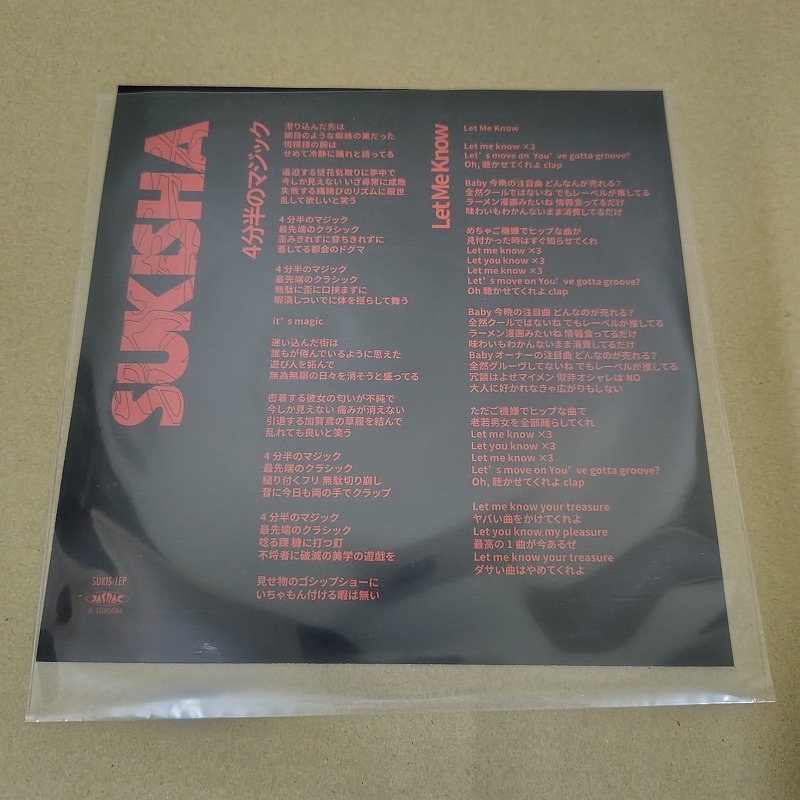 SUKISHA
4分半のマジック
潜り込んだ先は
網目のような蜘蛛の巣だった
斑模様の腕は
せめて冷静に踊れと語ってる
逼迫する徒花気取りに夢中で
今しか見えない いざ尋常に成敗
失敗する縄跳びのリズムに厭世
乱して欲しいと笑う
4分半のマジック
最先端のクラシック
歪みきれずに穿ちきれずに
蔓してる都会のドグマ
4分半のマジック
最先端のクラシック
無駄に歪に口挟まずに
暇潰しついでに体を揺らして舞う
it's magic
迷い込んだ街は
誰もが倦んでいるように思えた
遊び人を妬んで
無為無聊の日々を消そうと盛ってる
密着する彼女の匂いが不純で
今しか見えない 痛みが消えない
引退する加賀鳶の草履を結んで
乱れても良いと笑う
4分半のマジック
最先端のクラシック
縋り付くフリ 無駄切り崩し
音に今日も両の手でクラップ
4分半のマジック
最先端のクラシック
唸る踝 糠に打つ釘
不埒者に破滅の美学の遊戯を
見せ物のゴシップショーに
いちゃもん付ける暇は無い
Let Me Know
Let Me Know
Let me know ×3
Let's move on You've gotta groove?
Oh, 聴かせてくれよ clap
Baby 今晩の注目曲 どんなんが売れる?
全然クールではないね でもレーベルが推してる
ラーメン漫画みたいね 情報食ってるだけ
味わいもわかんないまま消費してるだけ
めちゃご機嫌でヒップな曲が
見付かった時はすぐ知らせてくれ
Let me know ×3
Let you know ×3
Let me know ×3
Let's move on You've gotta groove?
Oh 聴かせてくれよ clap
Baby 今晩の注目曲 どんなのが売れる?
全然クールではないね でもレーベルが推してる
ラーメン漫画みたいね 情報食ってるだけ
味わいもわかんないまま消費してるだけ
Baby オーナーの注目曲 どんなのが売れる?
全然グルーヴしてないね でもレーベルが推してる
冗談はよせマイメン 似非オシャレは NO
大人に好かれなきゃ広がりもしない
ただご機嫌でヒップな曲で
老若男女を全部踊らしてくれ
Let me know ×3
Let you know ×3
Let me know ×3
Let's move on You've gotta groove?
Oh, 聴かせてくれよ clap
Let me know your treasure
ヤバい曲をかけてくれよ
Let you know my pleasure
最高の1曲が今あるぜ
Let me know your treasure
ダサい曲はやめてくれよ
SUKIS-1EP
JASRAC